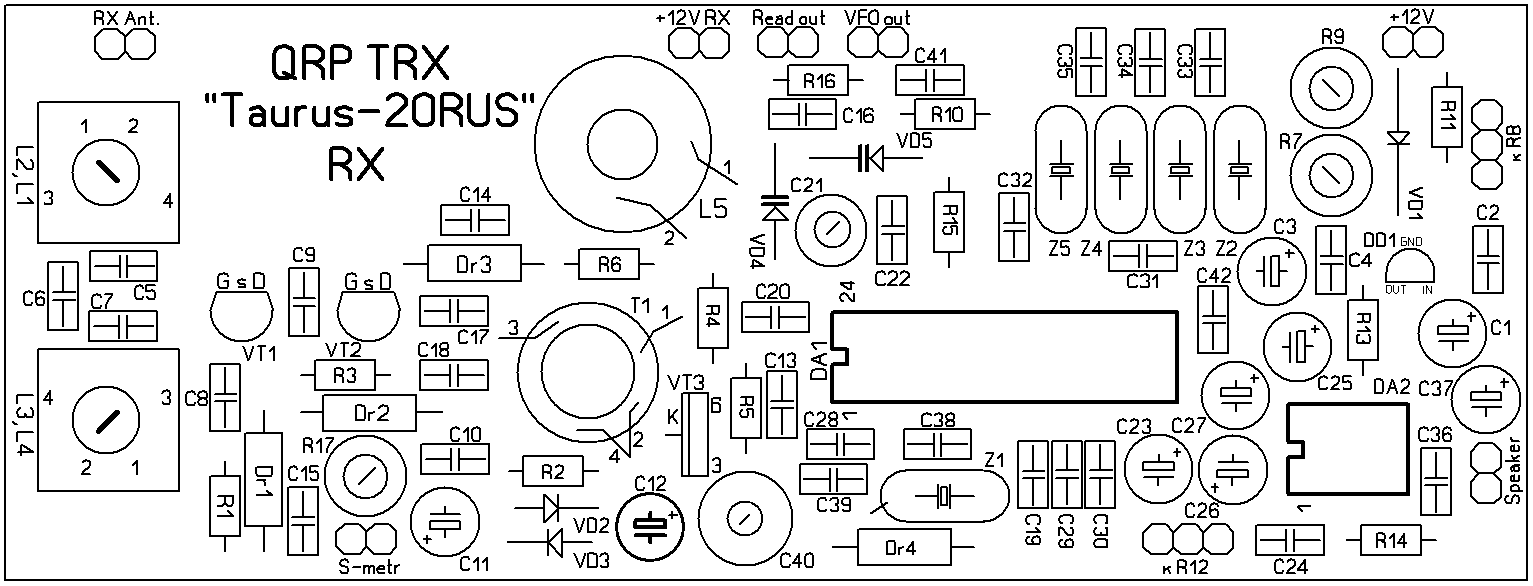 RX Ant.
+12V RX
Read out
VFO out
+12V
QRP TRX
"Taurus-20RUS"
RX
R16
C41
C16
R10
VD5
C35
C34
C33
R9
R7
R11
к R8
VD1
1 2
3 4
L2,L1
L5
1
2
C14
Dr3
R6
C21
VD4
C22
R15
C32
Z5
Z4
Z3
Z2
C31
C3
C4
C42
DD1
GND
OUT IN
C2
C6
C5
C7
G s D
VT1
C9
G s D
VT2
C17
C18
3
T1
1
4
2
R4
C20
24
DA1
1
R13
C25
C1
C37
DA2
1
4 3
2 1
L3,L4
C8
R3
Dr2
R17
C10
VT3
K
6
3
R5
C13
C28
C38
C39
Z1
C23
C27
C26
C36
Speaker
R1
Dr1
C15
S-metr
C11
R2
VD2
VD3
C12
C40
Dr4
C19
C29
C30
к R12
C24
R14